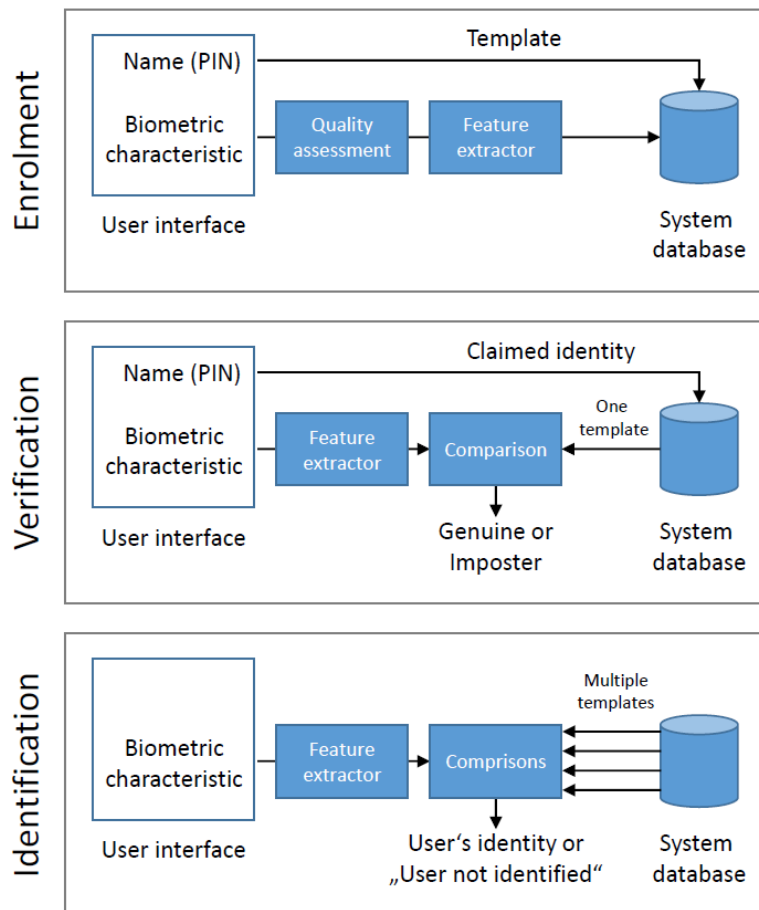 Enrolment
Name (PIN)
Template
Biometric
characteristic
Quality
assessment
Feature
extractor
User interface
System
database
Verification
Name (PIN)
Claimed identity
Biometric
characteristic
Feature
extractor
Comparison
One
template
Genuine or
Imposter
User interface
System
database
Identification
Biometric
characteristic
Feature
extractor
Comprisons
Multiple
templates
User‘s identity or
„User not identified“
User interface
System
database